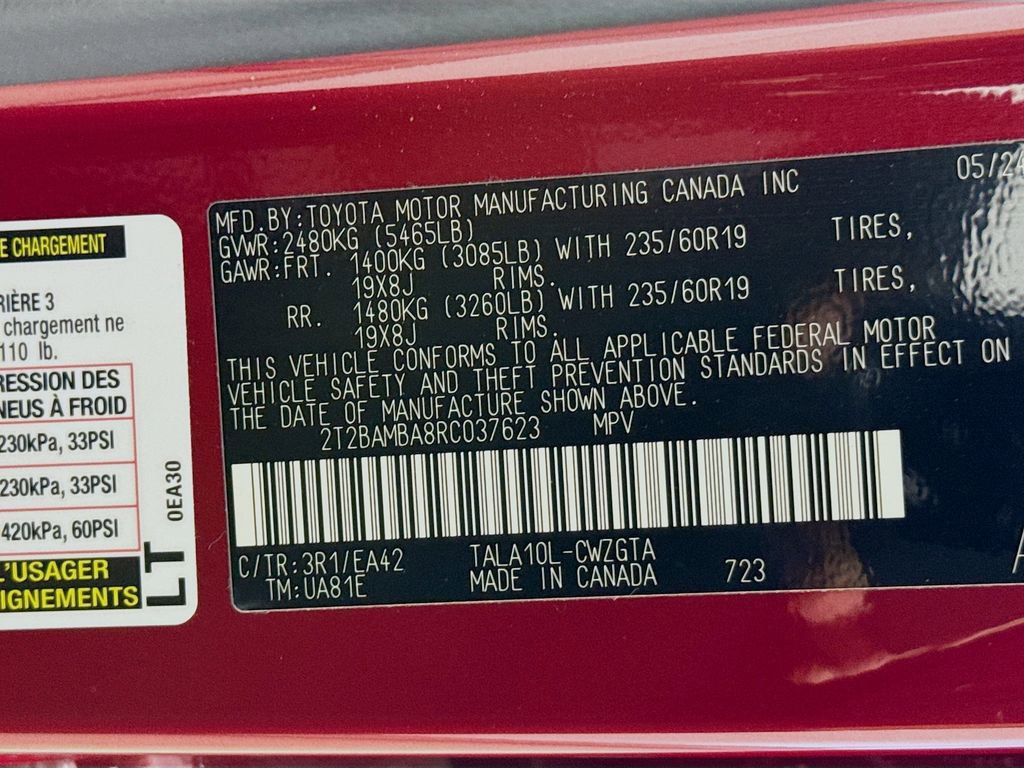 E CHARGEMENT
RIÈRE 3
chargement ne
110 lb.
RESSION DES
NEUS À FROID
230kPa, 33PSI
230kPa, 33PSI
420kPa, 60PSI
L'USAGER
IGNEMENTS
0EA30
LT
05/24
MFD.BY:TOYOTA MOTOR MANUFACTURING CANADA INC
GVWR:2480KG (5465LB)
GAWR:FRT. 1400KG (3085LB) WITH 235/60R19 TIRES,
19X8J RIMS.
RR. 1480KG (3260LB) WITH 235/60R19 TIRES,
19X8J RIMS.
THIS VEHICLE CONFORMS TO ALL APPLICABLE FEDERAL MOTOR
VEHICLE SAFETY AND THEFT PREVENTION STANDARDS IN EFFECT ON
THE DATE OF MANUFACTURE SHOWN ABOVE.
2T2BAMBA8RC037623 MPV
C/TR:3R1/EA42 TALA10L-CWZGTA
TM:UA81E MADE IN CANADA 723